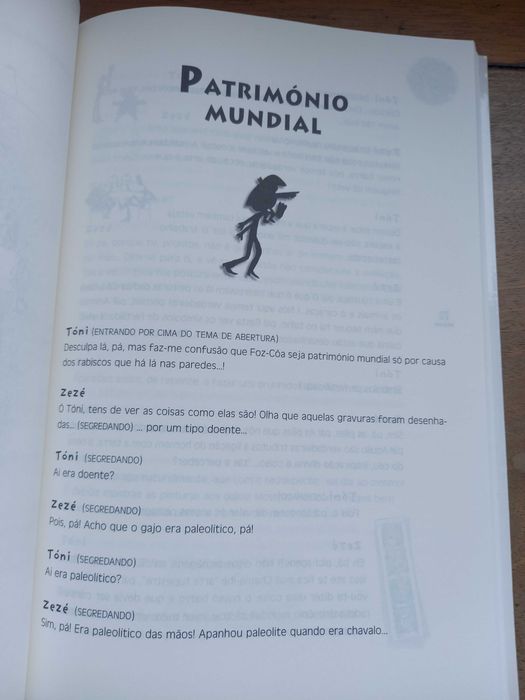 PATRIMÓNIO
MUNDIAL
Tóni (ENTRANDO POR CIMA DO TEMA DE ABERTURA)
Desculpa lá, pá, mas faz-me confusão que Foz-Côa seja património mundial só por causa
dos rabiscos que há lá nas paredes...!
Zezé
Ó Tóni, tens de ver as coisas como elas são! Olha que aquelas gravuras foram desenha-
das... (SEGREDANDO) ... por um tipo doente...
Tóni (SEGREDANDO)
Ai era doente?
Zezé (SEGREDANDO)
Pois, pá! Acho que o gajo era paleolítico, pá!
Tóni (SEGREDANDO)
Ai era paleolítico?
Zezé (SEGREDANDO)
Sim, pá! Era paleolítico das mãos! Apanhou paleolite quando era chavalo...